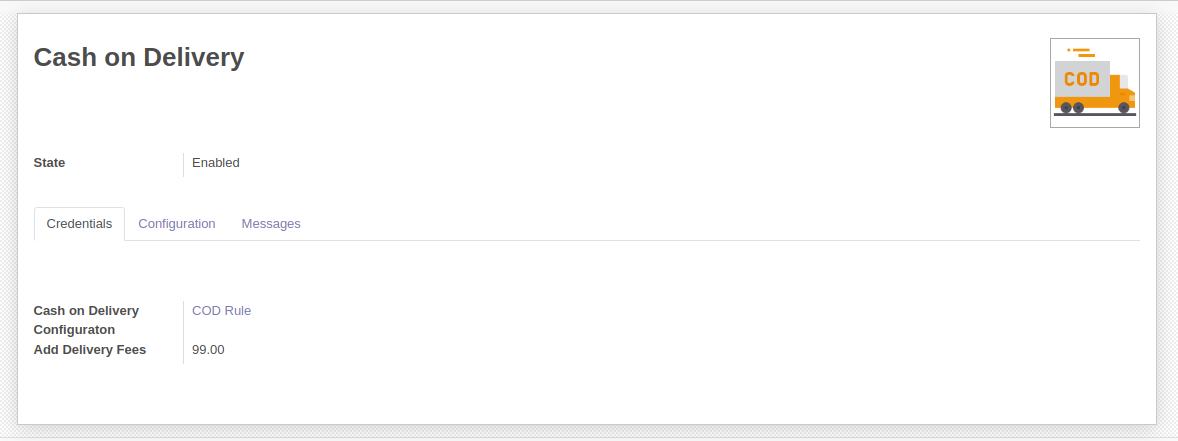 Cash on Delivery
COD
State Enabled
Credentials Configuration Messages
Cash on Delivery COD Rule
Configuraton
Add Delivery Fees 99.00